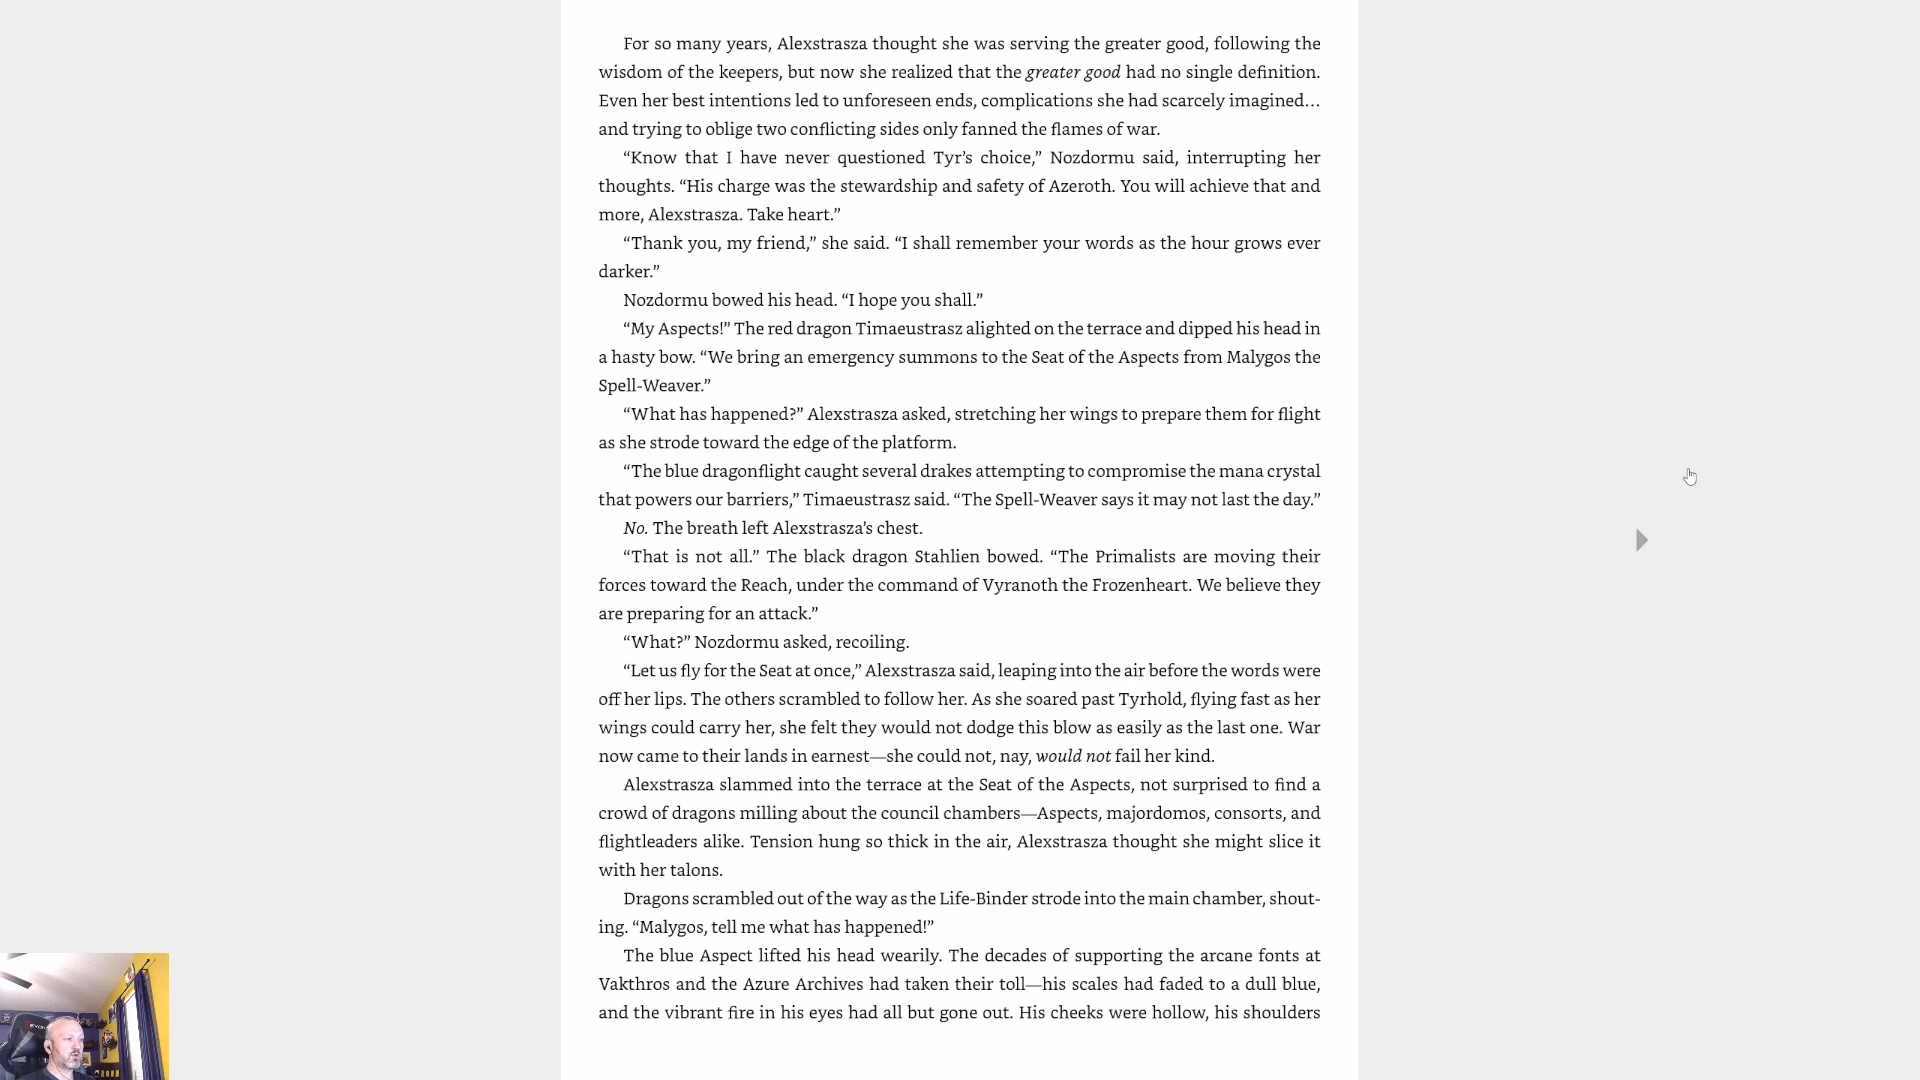 For so many years, Alexstrasza thought she was serving the greater good, following the
wisdom of the keepers, but now she realized that the greater good had no single definition.
Even her best intentions led to unforeseen ends, complications she had scarcely imagined…
and trying to oblige two conflicting sides only fanned the flames of war.
“Know that I have never questioned Tyr’s choice,” Nozdormu said, interrupting her
thoughts. “His charge was the stewardship and safety of Azeroth. You will achieve that and
more, Alexstrasza. Take heart.”
“Thank you, my friend,” she said. “I shall remember your words as the hour grows ever
darker.”
Nozdormu bowed his head. “I hope you shall.”
“My Aspects!” The red dragon Timaeustrasz alighted on the terrace and dipped his head in
a hasty bow. “We bring an emergency summons to the Seat of the Aspects from Malygos the
Spell-Weaver.”
“What has happened?” Alexstrasza asked, stretching her wings to prepare them for flight
as she strode toward the edge of the platform.
“The blue dragonflight caught several drakes attempting to compromise the mana crystal
that powers our barriers,” Timaeustrasz said. “The Spell-Weaver says it may not last the day.”
No. The breath left Alexstrasza’s chest.
“That is not all.” The black dragon Stahlien bowed. “The Primalists are moving their
forces toward the Reach, under the command of Vyranoth the Frozenheart. We believe they
are preparing for an attack.”
“What?” Nozdormu asked, recoiling.
“Let us fly for the Seat at once,” Alexstrasza said, leaping into the air before the words were
off her lips. The others scrambled to follow her. As she soared past Tyrhold, flying fast as her
wings could carry her, she felt they would not dodge this blow as easily as the last one. War
now came to their lands in earnest—she could not, nay, would not fail her kind.
Alexstrasza slammed into the terrace at the Seat of the Aspects, not surprised to find a
crowd of dragons milling about the council chambers—Aspects, majordomos, consorts, and
flightleaders alike. Tension hung so thick in the air, Alexstrasza thought she might slice it
with her talons.
Dragons scrambled out of the way as the Life-Binder strode into the main chamber, shout-
ing. “Malygos, tell me what has happened!”
The blue Aspect lifted his head wearily. The decades of supporting the arcane fonts at
Vakthros and the Azure Archives had taken their toll—his scales had faded to a dull blue,
and the vibrant fire in his eyes had all but gone out. His cheeks were hollow, his shoulders